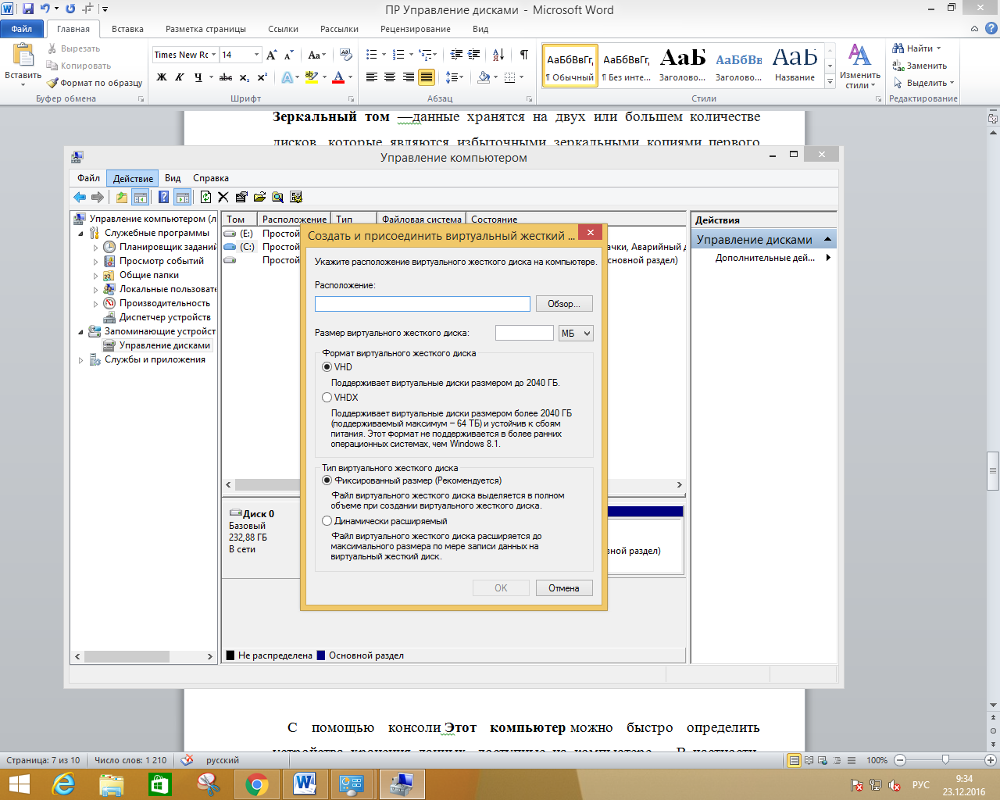 ПР Управление дисками - Microsoft Word
Файл Главная Вставка Разметка страницы Ссылки Рассылки Рецензирование Вид
Вставить
Вырезать
Копировать
Формат по образцу
Буфер обмена
Times New Rc 14
Aa
Ж К Ч abc x₂ x² A aby A
Шрифт
Абзац
АаБбВвГг, АаБбВвГг, АаБ АаБбВв АаБ
¶ Обычный ¶ Без инте... Заголово... Заголово... Название
Изменить стили
Стили
Найти
Заменить
Выделить
Редактирование
Зеркальный том —данные хранятся на двух или большем количестве
дисков, которые являются избыточными зеркальными копиями первого
Управление компьютером
Файл Действие Вид Справка
Управление компьютером (л
Служебные программы
Планировщик заданий
Просмотр событий
Общие папки
Локальные пользовате
Производительность
Диспетчер устройств
Запоминающие устройст
Управление дисками
Службы и приложения
Том Расположение Тип Файловая система Состояние
(E:) Простой
(C:) Простой ачки, Аварийный д
Простой сновной раздел)
Создать и присоединить виртуальный жесткий ...
Укажите расположение виртуального жесткого диска на компьютере.
Расположение:
Обзор...
Размер виртуального жесткого диска: МБ
Формат виртуального жесткого диска
VHD
Поддерживает виртуальные диски размером до 2040 ГБ.
VHDX
Поддерживает виртуальные диски размером более 2040 ГБ
(поддерживаемый максимум – 64 ТБ) и устойчив к сбоям
питания. Этот формат не поддерживается в более ранних
операционных системах, чем Windows 8.1.
Тип виртуального жесткого диска
Фиксированный размер (Рекомендуется)
Файл виртуального жесткого диска выделяется в полном
объеме при создании виртуального жесткого диска.
Динамически расширяемый
Файл виртуального жесткого диска расширяется до
максимального размера по мере записи данных на
виртуальный жесткий диск.
OK Отмена
Диск 0
Базовый
232,88 ГБ
В сети
вной раздел)
Не распределена Основной раздел
Действия
Управление дисками
Дополнительные дей...
С помощью консоли Этот компьютер можно быстро определить
устройства хранения данных, доступные на компьютере. В частности,
Страница: 7 из 10 Число слов: 1 210 русский 100%
РУС
9:34
23.12.2016